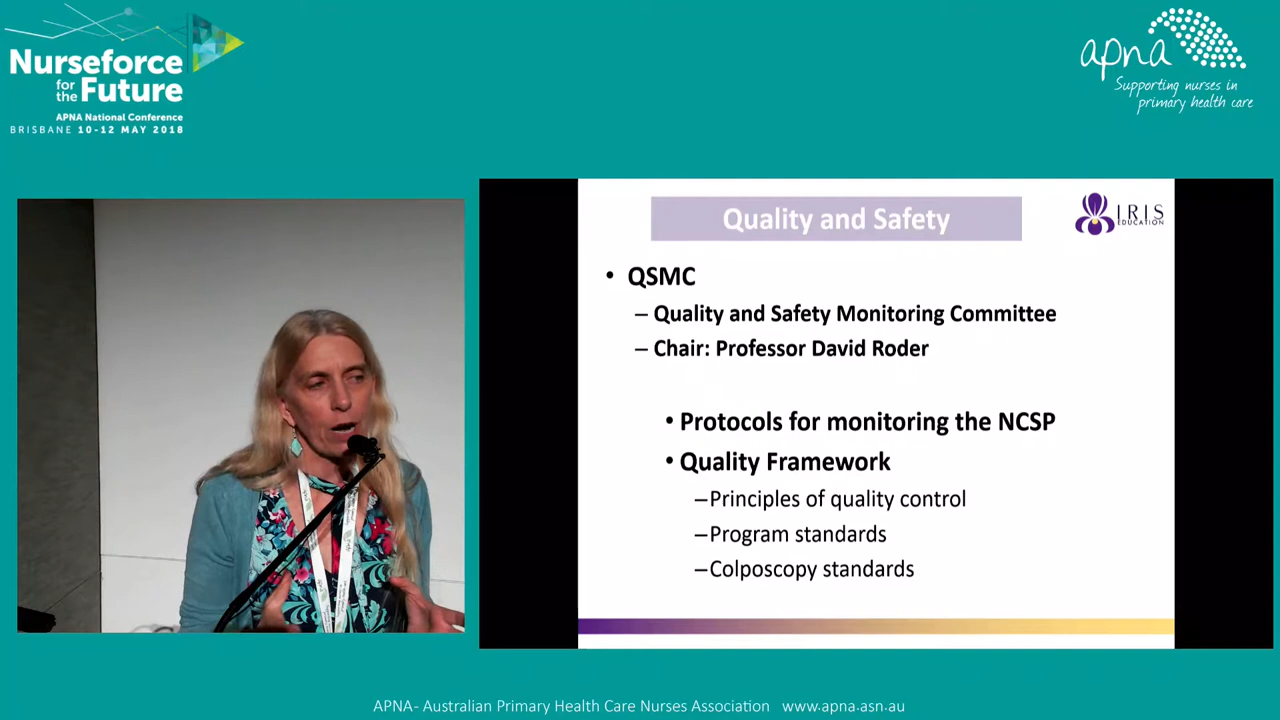 Nurseforce
for the Future
APNA National Conference
BRISBANE 10-12 MAY 2018
apna
Supporting nurses in
primary health care
Quality and Safety
IRIS
EDUCATION
• QSMC
– Quality and Safety Monitoring Committee
– Chair: Professor David Roder
• Protocols for monitoring the NCSP
• Quality Framework
–Principles of quality control
–Program standards
–Colposcopy standards
APNA- Australian Primary Health Care Nurses Association www.apna.asn.au